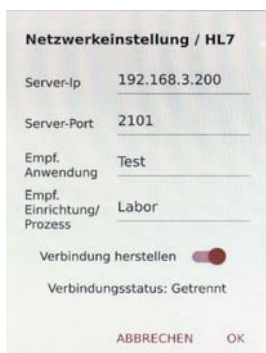 Netzwerkeinstellung / HL7
Server-Ip 192.168.3.200
Server-Port 2101
Empf.
Anwendung Test
Empf.
Einrichtung/ Labor
Prozess
Verbindung herstellen
Verbindungsstatus: Getrennt
ABBRECHEN OK